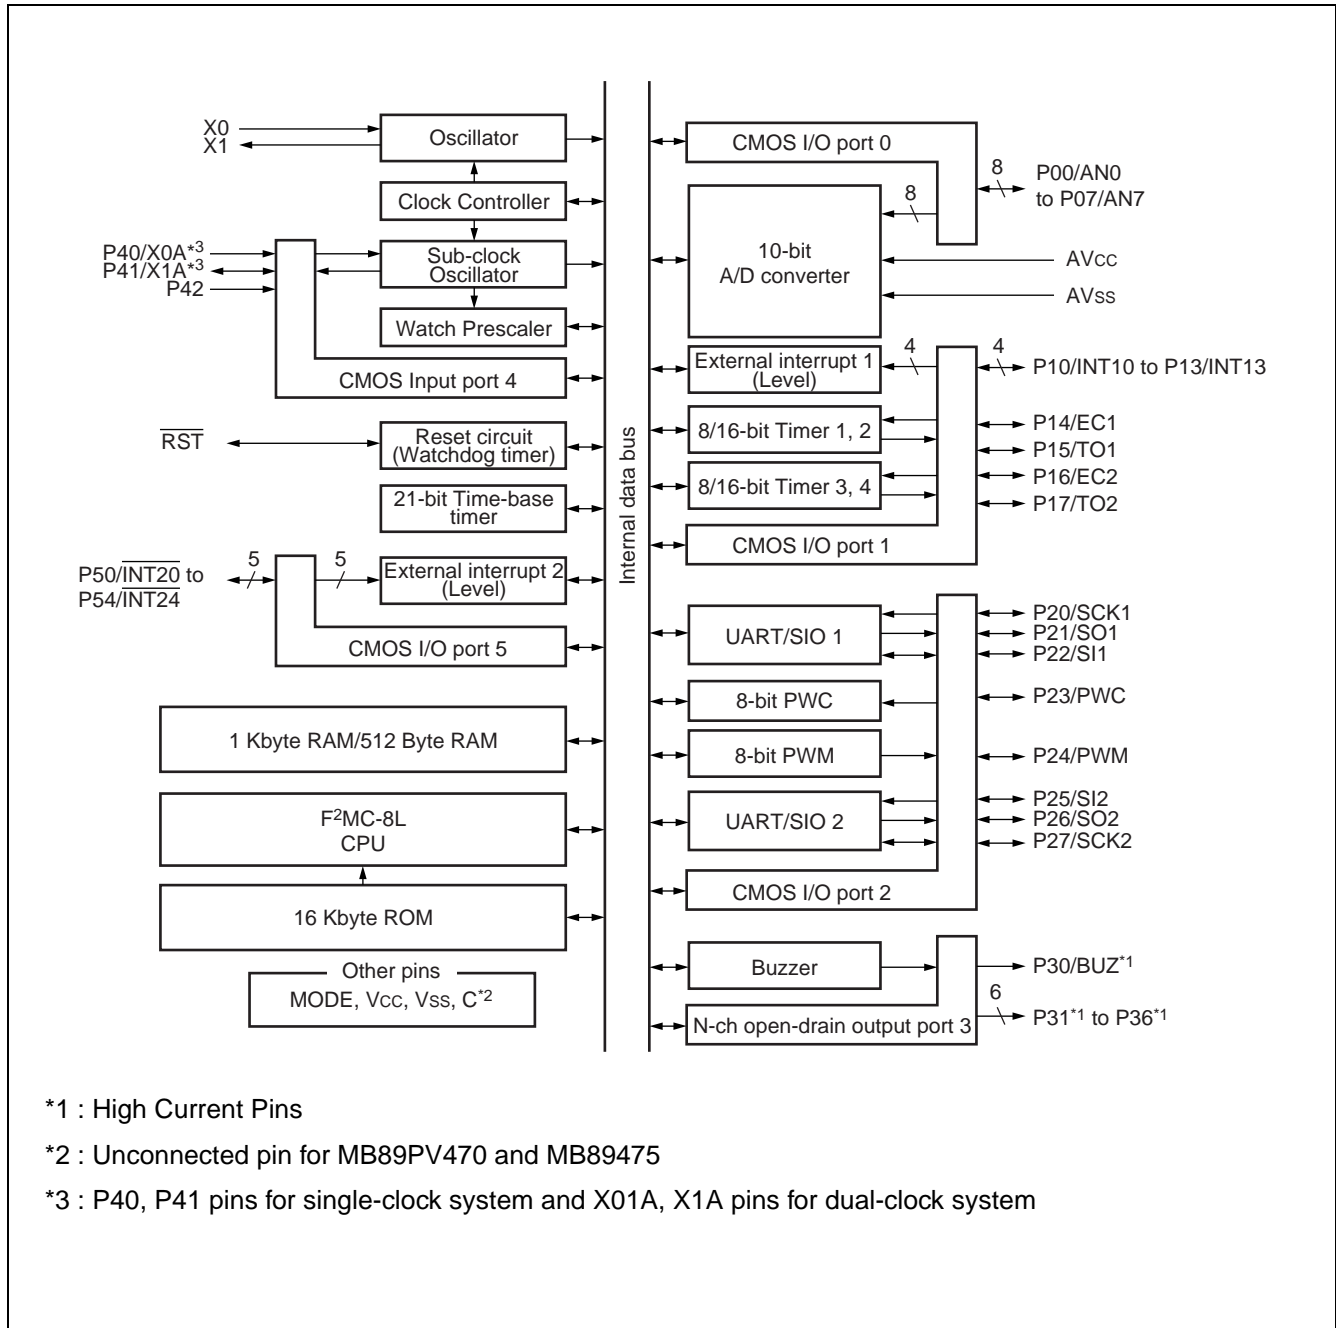 X0
X1
Oscillator
Clock Controller
P40/X0A*3
P41/X1A*3
P42
Sub-clock
Oscillator
Watch Prescaler
CMOS Input port 4
RST
Reset circuit
(Watchdog timer)
21-bit Time-base
timer
P50/INT20 to
P54/INT24
5
5
External interrupt 2
(Level)
CMOS I/O port 5
1 Kbyte RAM/512 Byte RAM
F2MC-8L
CPU
16 Kbyte ROM
Other pins
MODE, VCC, VSS, C*2
Internal data bus
CMOS I/O port 0
8
P00/AN0
to P07/AN7
8
10-bit
A/D converter
AVCC
AVSS
External interrupt 1
(Level)
4
4
P10/INT10 to P13/INT13
8/16-bit Timer 1, 2
P14/EC1
P15/TO1
8/16-bit Timer 3, 4
P16/EC2
P17/TO2
CMOS I/O port 1
UART/SIO 1
P20/SCK1
P21/SO1
P22/SI1
8-bit PWC
P23/PWC
8-bit PWM
P24/PWM
UART/SIO 2
P25/SI2
P26/SO2
P27/SCK2
CMOS I/O port 2
Buzzer
P30/BUZ*1
6
N-ch open-drain output port 3
P31*1 to P36*1
*1 : High Current Pins
*2 : Unconnected pin for MB89PV470 and MB89475
*3 : P40, P41 pins for single-clock system and X01A, X1A pins for dual-clock system